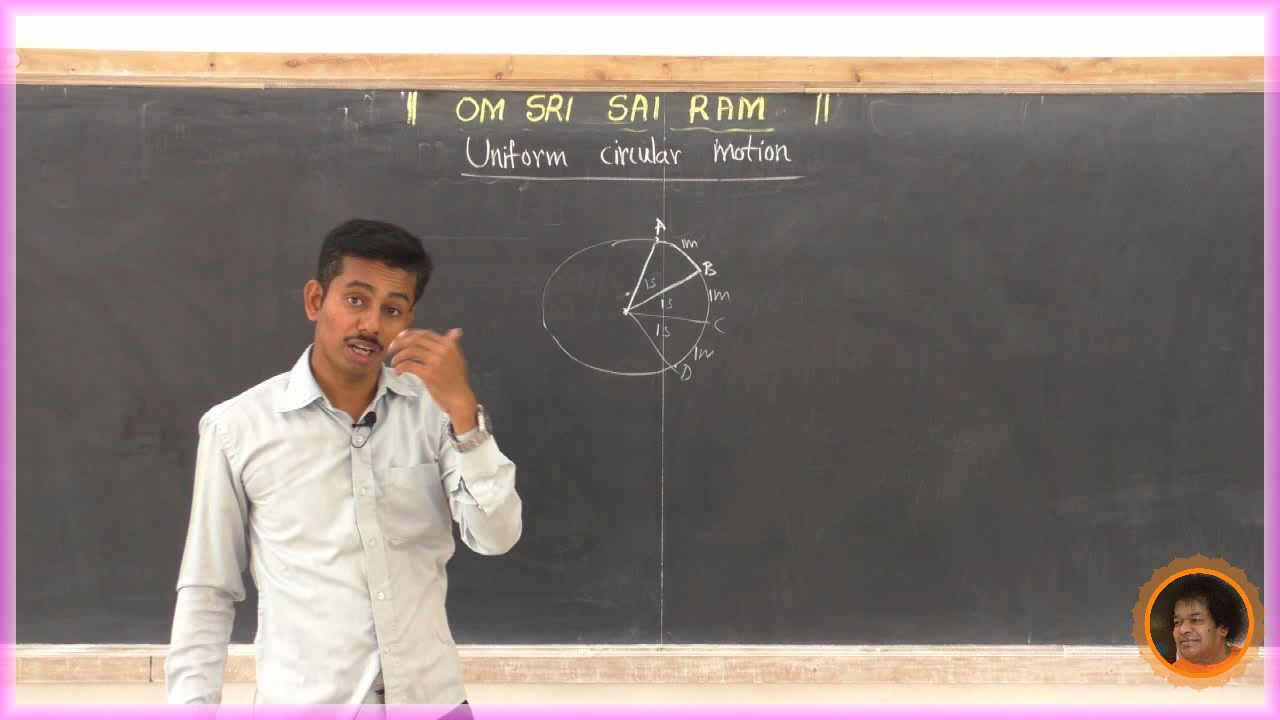 || OM SRI SAI RAM ||
Uniform circular motion
A
1m
B
1s
1m
1s
C
1s
1m
D